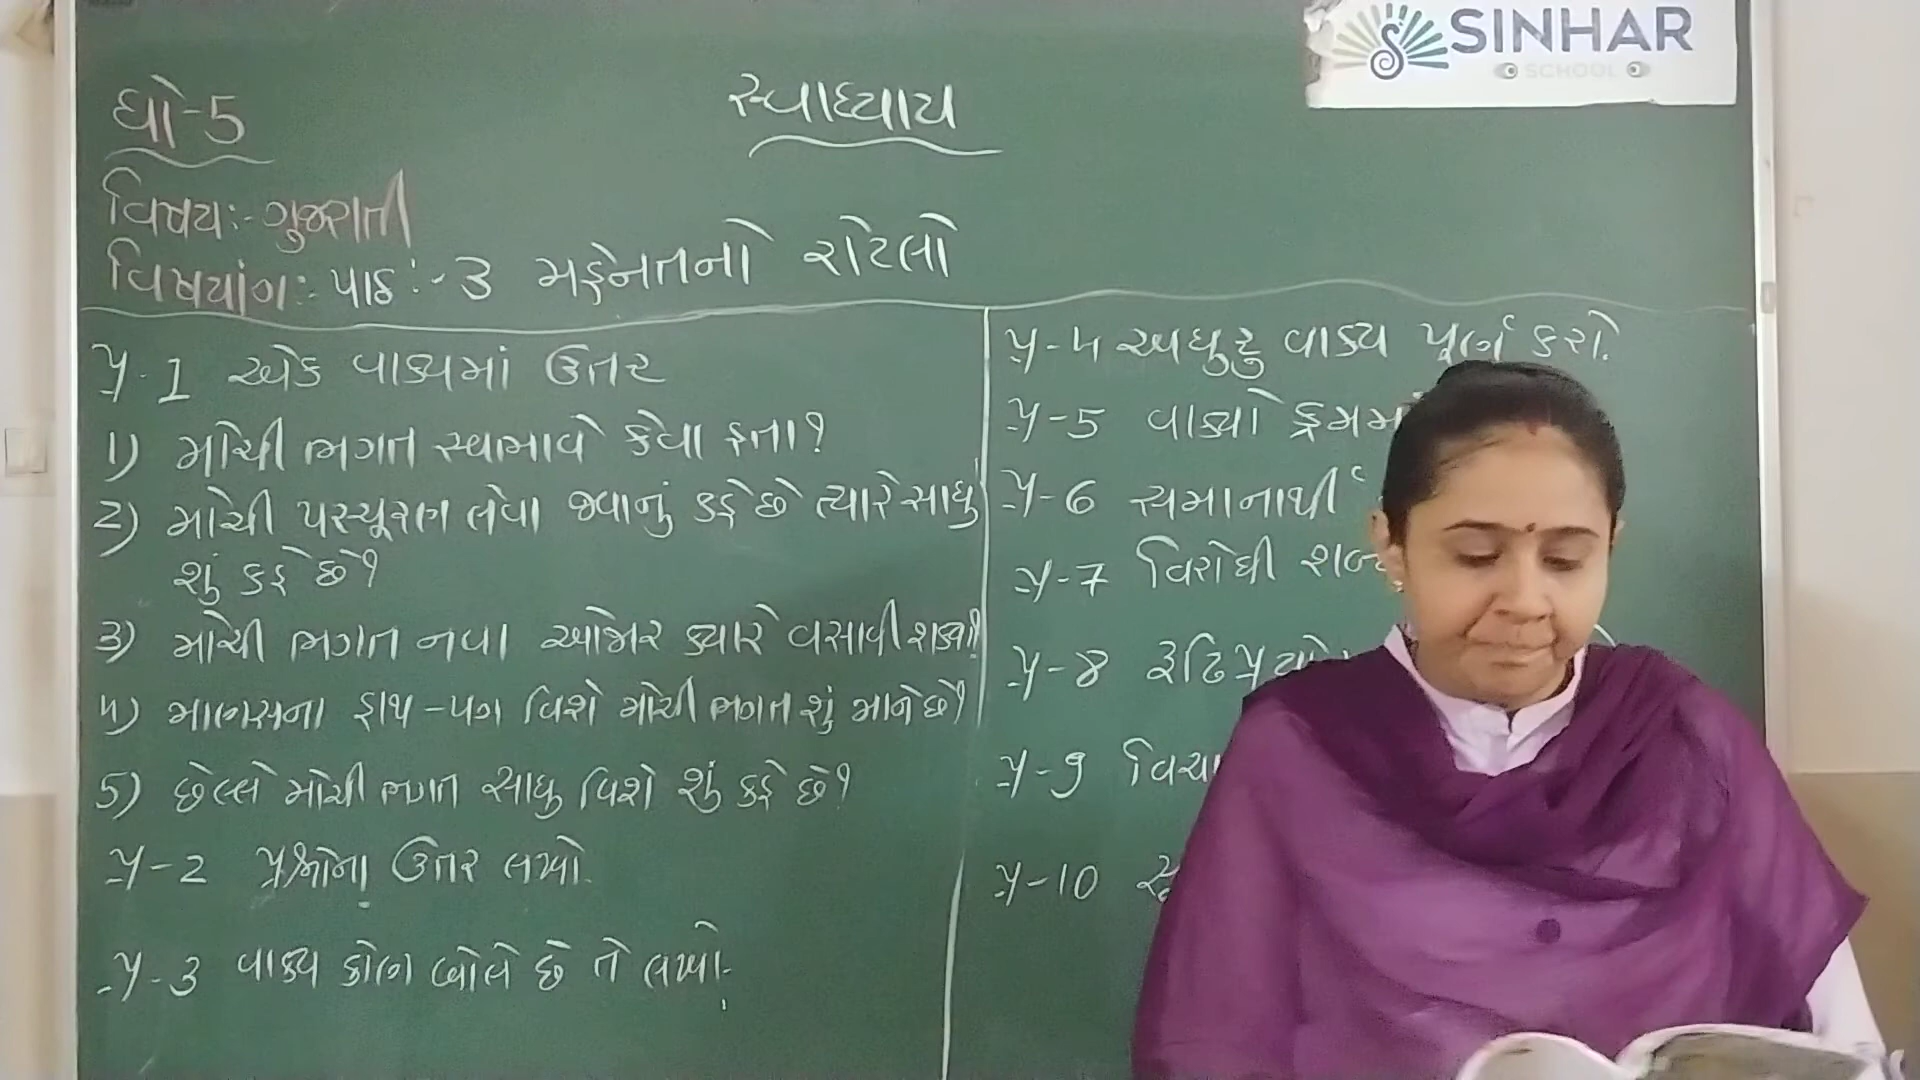 SINHAR
SCHOOL
ધો-5
સ્વાધ્યાય
વિષયઃ- ગુજરાતી
વિષયાંગઃ- પાઠઃ-3 મહેનતનો રોટલો
પ્ર.1 એક વાક્યમાં ઉત્તર
1) મોચી ભગત સ્વભાવે કેવા હતા?
2) મોચી પરચૂરણ લેવા જવાનું કહે છે ત્યારે સાધુ
શું કહે છે?
3) મોચી ભગત નવા ઓજાર ક્યારે વસાવી શક્યા?
4) માણસના હાથ-પગ વિશે મોચી ભગત શું માને છે?
5) છેલ્લે મોચી ભગત સાધુ વિશે શું કહે છે?
પ્ર-2 પ્રશ્નોના ઉત્તર લખો.
પ્ર-3 વાક્ય કોણ બોલે છે તે લખો.
પ્ર-4 અધુરુ વાક્ય પૂર્ણ કરો.
પ્ર-5 વાક્યો
પ્ર-6 સમાનાર્થી
પ્ર-7 વિરોધી
પ્ર-8
પ્ર-9
પ્ર-10